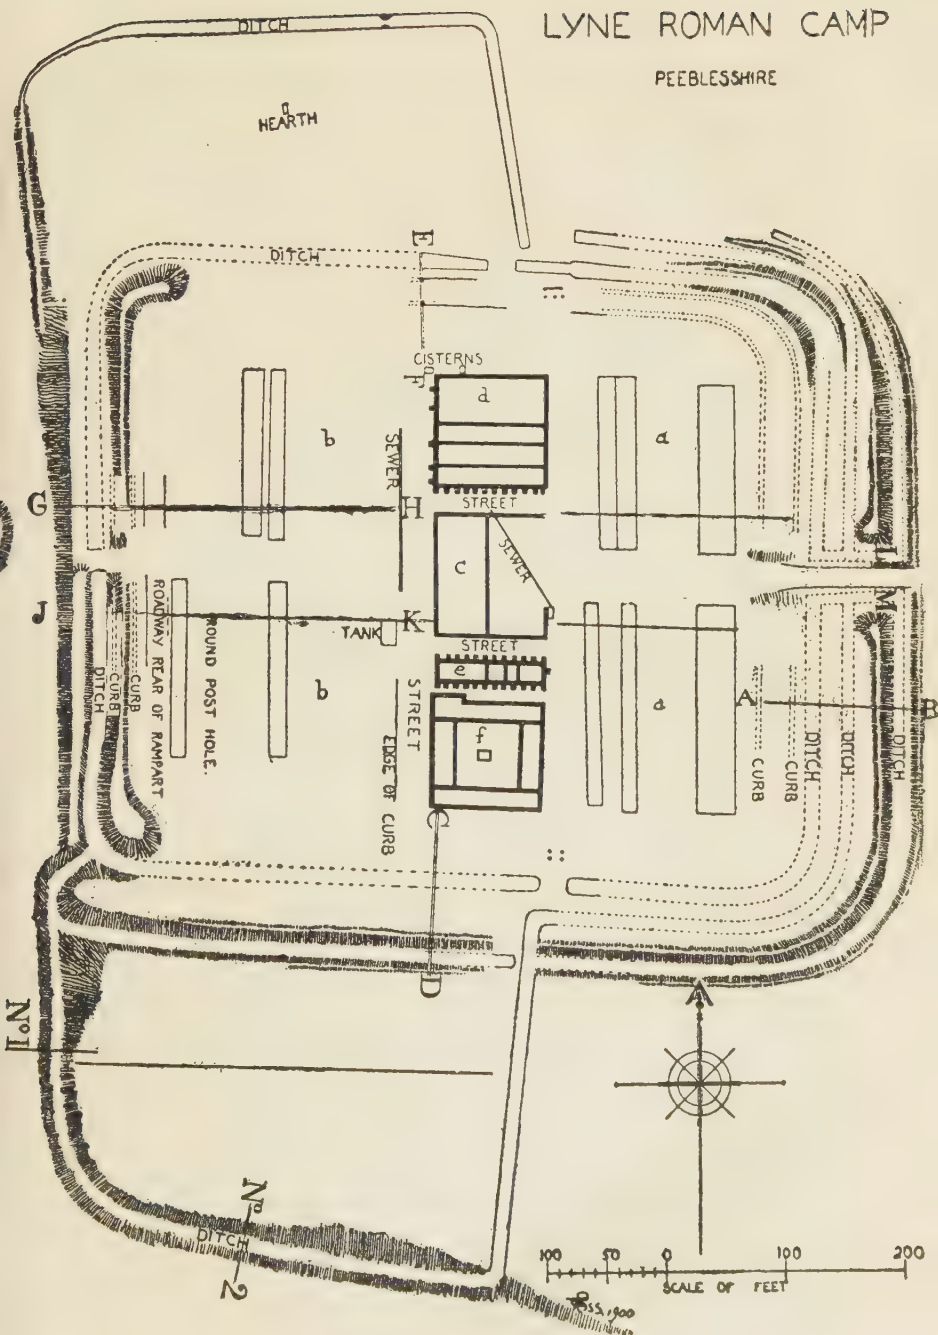 LYNE ROMAN CAMP
PEEBLESSHIRE
DITCH
HEARTH
E
DITCH
CISTERNS
F
d
b
a
SEWER
G
H
STREET
L
C
SEWER
J
K
M
TANK
STREET
ROADWAY REAR OF RAMPART
ROUND POST HOLE.
DITCH
CURB
CURB
b
STREET
EDGE OF CURB
e
f
a
A
B
CURB
CURB
DITCH
DITCH
DITCH
C
D
No I
No 2
DITCH
100 50 0 100 200
SCALE OF FEET